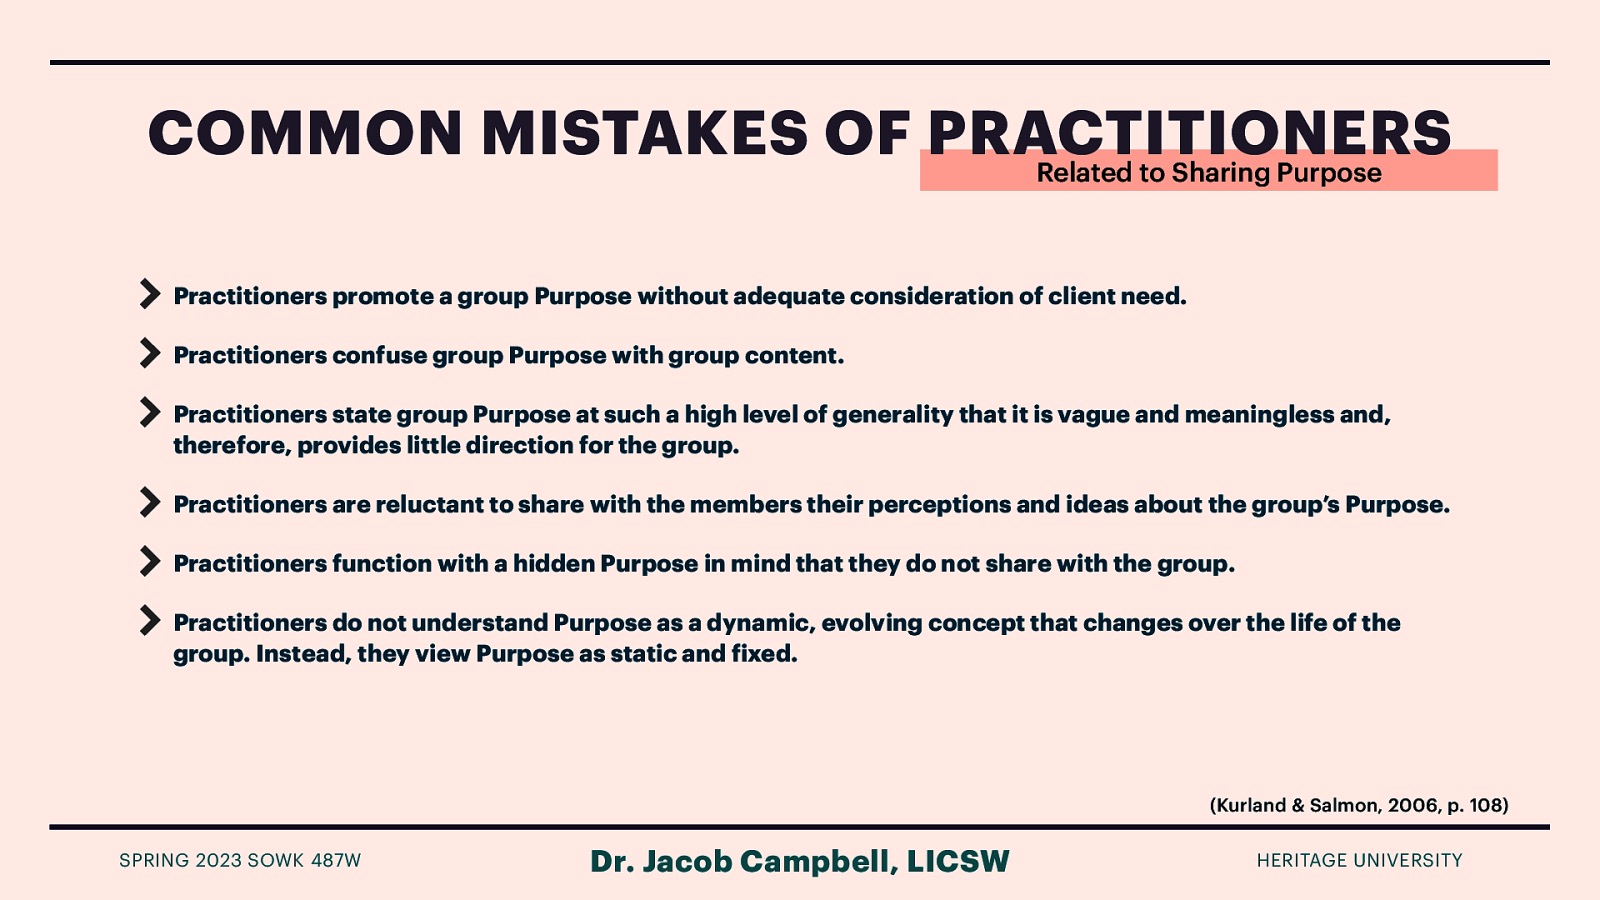 COMMON MISTAKES OF PRACTITIONERS
Related to Sharing Purpose
Practitioners promote a group Purpose without adequate consideration of client need.
Practitioners confuse group Purpose with group content.
Practitioners state group Purpose at such a high level of generality that it is vague and meaningless and,
therefore, provides little direction for the group.
Practitioners are reluctant to share with the members their perceptions and ideas about the group’s Purpose.
Practitioners function with a hidden Purpose in mind that they do not share with the group.
Practitioners do not understand Purpose as a dynamic, evolving concept that changes over the life of the
group. Instead, they view Purpose as static and fixed.
(Kurland & Salmon, 2006, p. 108)
SPRING 2023 SOWK 487W
Dr. Jacob Campbell, LICSW
HERITAGE UNIVERSITY